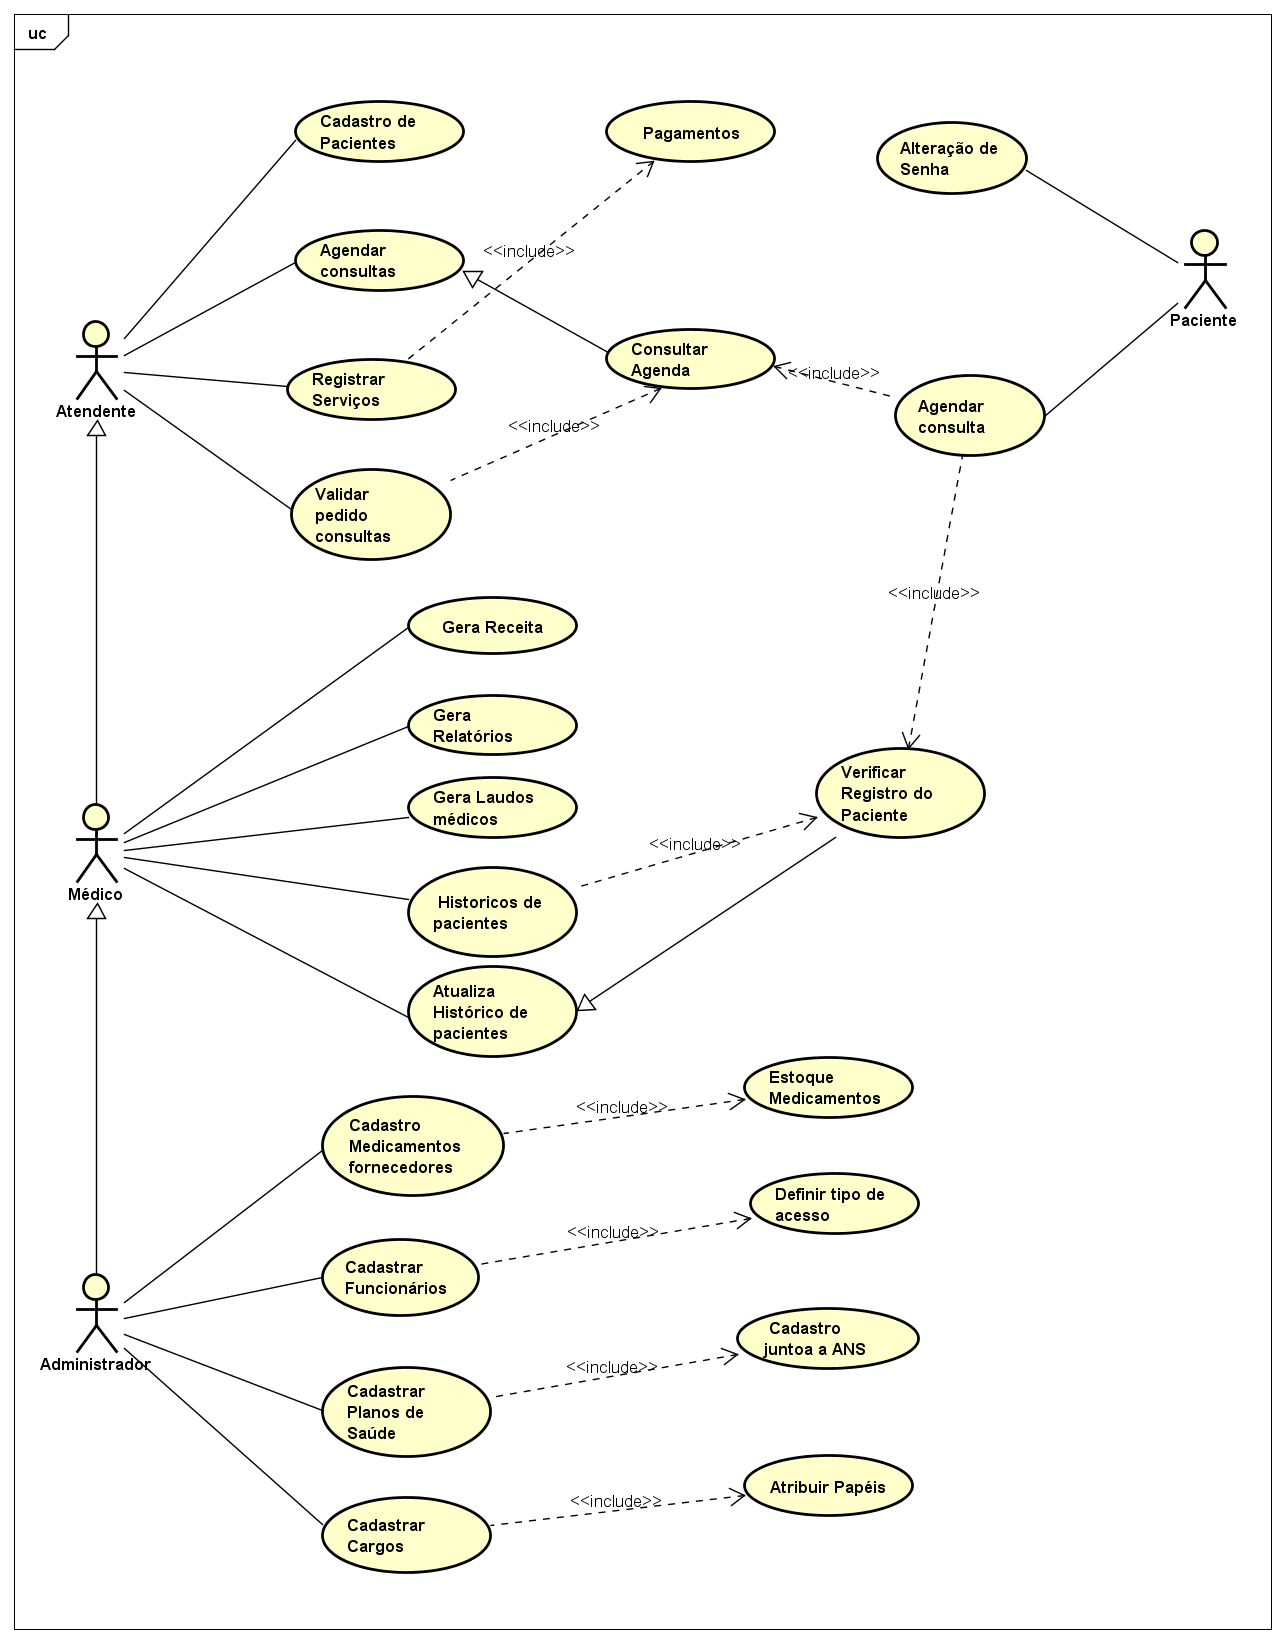 uc
Cadastro de
Pacientes
Pagamentos
Alteração de
Senha
Agendar
consultas
<<include>>
Paciente
Consultar
Agenda
<<include>>
Registrar
Serviços
Atendente
Agendar
consulta
<<include>>
Validar
pedido
consultas
<<include>>
Gera Receita
Gera
Relatórios
Verificar
Registro do
Paciente
Gera Laudos
médicos
<<include>>
Médico
Historicos de
pacientes
Atualiza
Histórico de
pacientes
Estoque
Medicamentos
<<include>>
Cadastro
Medicamentos
fornecedores
Definir tipo de
acesso
<<include>>
Cadastrar
Funcionários
Administrador
Cadastro
juntoa a ANS
<<include>>
Cadastrar
Planos de
Saúde
Atribuir Papéis
<<include>>
Cadastrar
Cargos